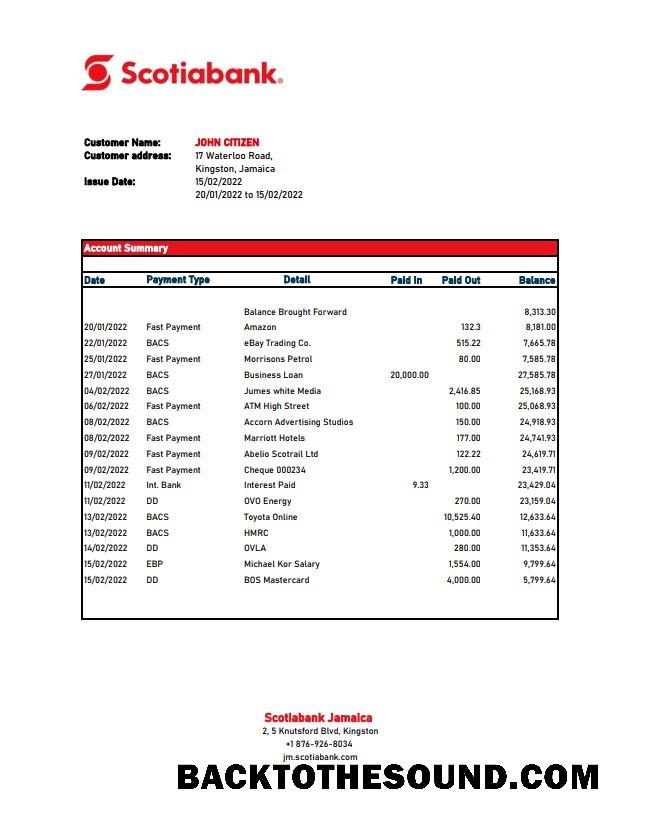 Scotiabank®
Customer Name: JOHN CITIZEN
Customer address: 17 Waterloo Road,
Kingston, Jamaica
Issue Date: 15/02/2022
20/01/2022 to 15/02/2022
Account Summary
Date Payment Type Detail Paid In Paid Out Balance
Balance Brought Forward 8,313.30
20/01/2022 Fast Payment Amazon 132.3 8,181.00
22/01/2022 BACS eBay Trading Co. 515.22 7,665.78
25/01/2022 Fast Payment Morrisons Petrol 80.00 7,585.78
27/01/2022 BACS Business Loan 20,000.00 27,585.78
04/02/2022 BACS Jumes white Media 2,416.85 25,168.93
06/02/2022 Fast Payment ATM High Street 100.00 25,068.93
08/02/2022 BACS Accorn Advertising Studios 150.00 24,918.93
08/02/2022 Fast Payment Marriott Hotels 177.00 24,741.93
09/02/2022 Fast Payment Abelio Scotrail Ltd 122.22 24,619.71
09/02/2022 Fast Payment Cheque 000234 1,200.00 23,419.71
11/02/2022 Int. Bank Interest Paid 9.33 23,429.04
11/02/2022 DD OVO Energy 270.00 23,159.04
13/02/2022 BACS Toyota Online 10,525.40 12,633.64
13/02/2022 BACS HMRC 1,000.00 11,633.64
14/02/2022 DD OVLA 280.00 11,353.64
15/02/2022 EBP Michael Kor Salary 1,554.00 9,799.64
15/02/2022 DD BOS Mastercard 4,000.00 5,799.64
Scotiabank Jamaica
2, 5 Knutsford Blvd, Kingston
+1 876-926-8034
jm.scotiabank.com
BACKTOTHESOUND.COM